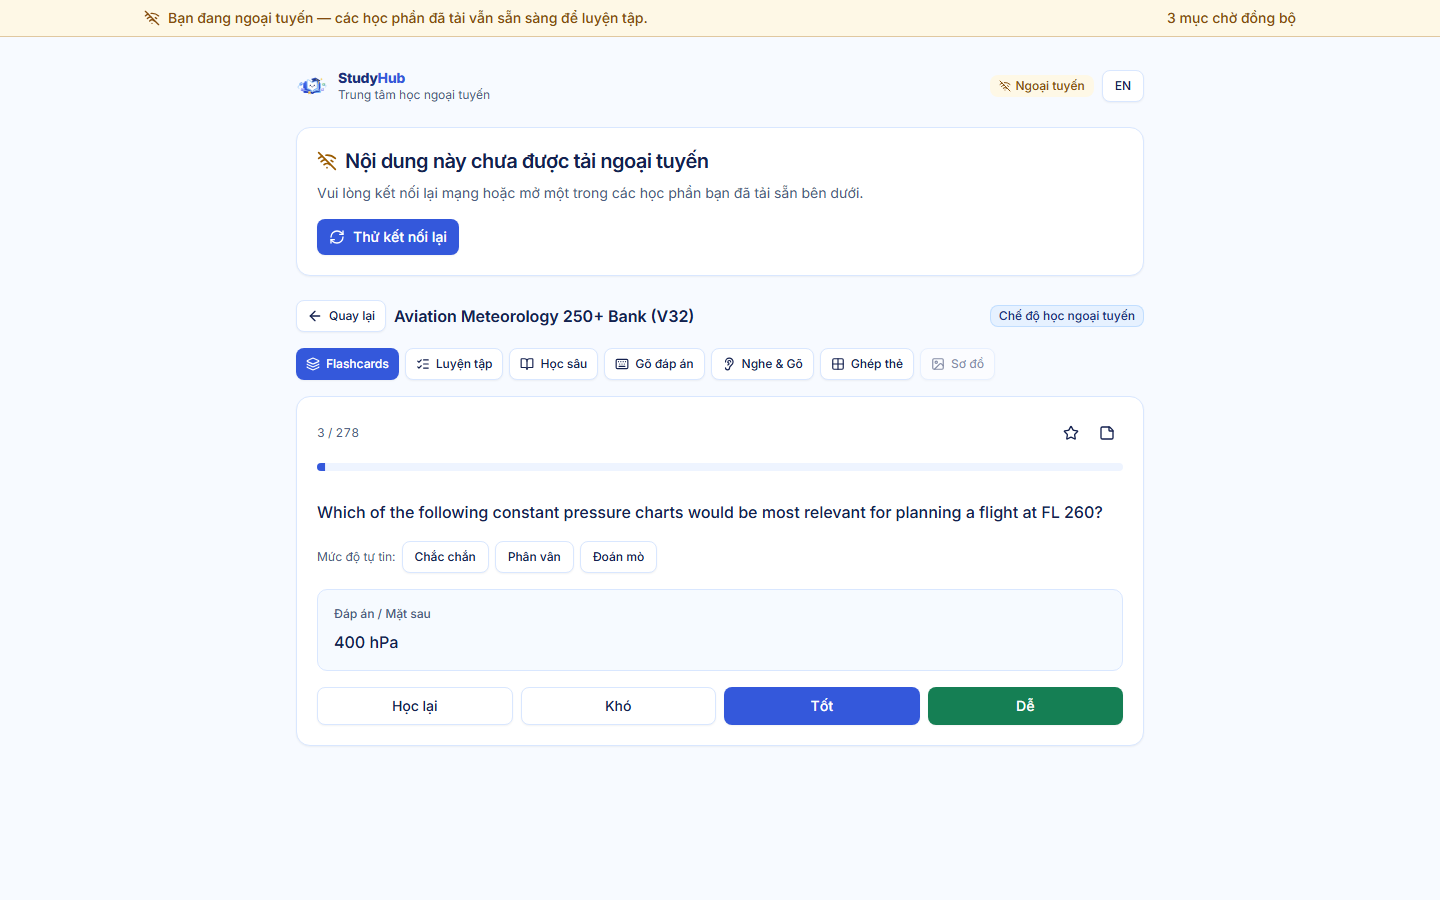 Bạn đang ngoại tuyến — các học phần đã tải vẫn sẵn sàng để luyện tập.
3 mục chờ đồng bộ
StudyHub
Trung tâm học ngoại tuyến
Ngoại tuyến
EN
Nội dung này chưa được tải ngoại tuyến
Vui lòng kết nối lại mạng hoặc mở một trong các học phần bạn đã tải sẵn bên dưới.
Thử kết nối lại
Quay lại
Aviation Meteorology 250+ Bank (V32)
Chế độ học ngoại tuyến
Flashcards
Luyện tập
Học sâu
Gõ đáp án
Nghe & Gõ
Ghép thẻ
Sơ đồ
3 / 278
Which of the following constant pressure charts would be most relevant for planning a flight at FL 260?
Mức độ tự tin:
Chắc chắn
Phân vân
Đoán mò
Đáp án / Mặt sau
400 hPa
Học lại
Khó
Tốt
Dễ